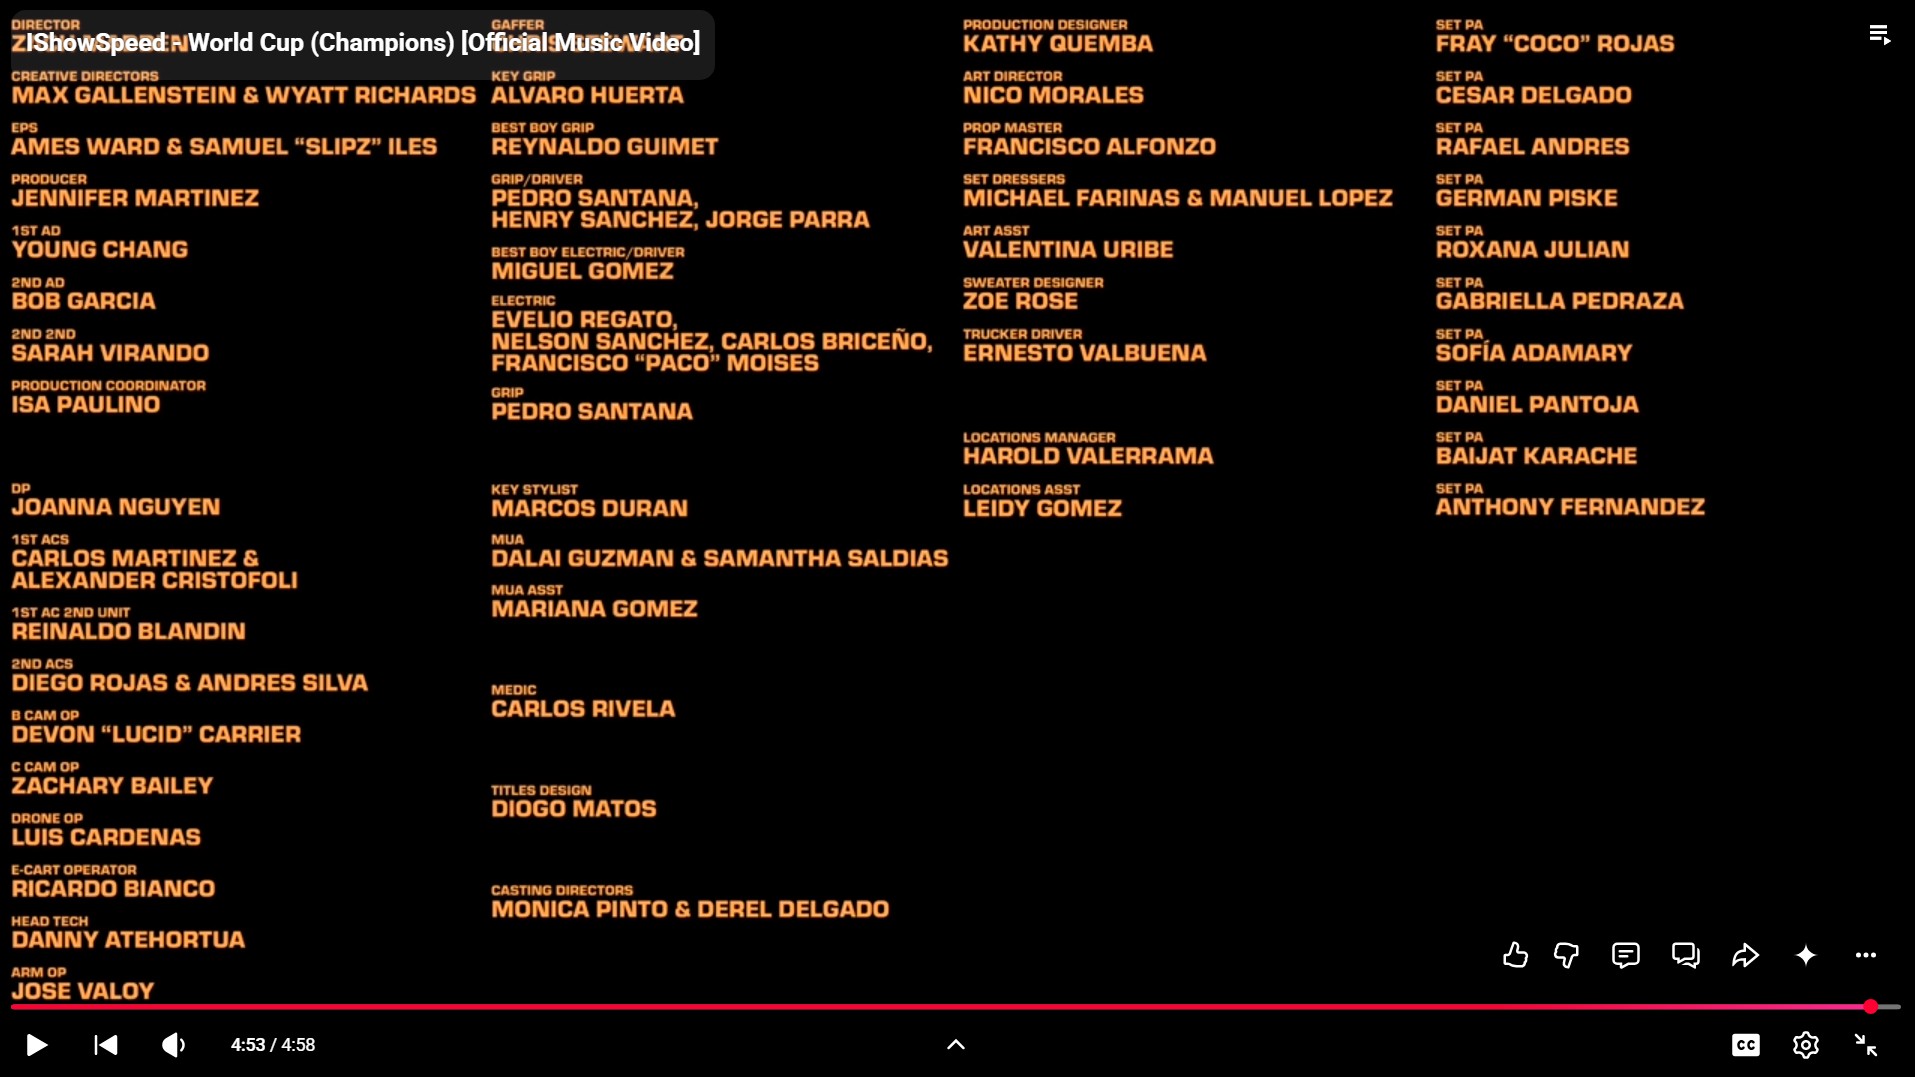 IShowSpeed - World Cup (Champions) [Official Music Video]
DIRECTOR
CREATIVE DIRECTORS
MAX GALLENSTEIN & WYATT RICHARDS
EPS
AMES WARD & SAMUEL “SLIPZ” ILES
PRODUCER
JENNIFER MARTINEZ
1ST AD
YOUNG CHANG
2ND AD
BOB GARCIA
2ND 2ND
SARAH VIRANDO
PRODUCTION COORDINATOR
ISA PAULINO
DP
JOANNA NGUYEN
1ST ACS
CARLOS MARTINEZ &
ALEXANDER CRISTOFOLI
1ST AC 2ND UNIT
REINALDO BLANDIN
2ND ACS
DIEGO ROJAS & ANDRES SILVA
B CAM OP
DEVON “LUCID” CARRIER
C CAM OP
ZACHARY BAILEY
DRONE OP
LUIS CARDENAS
E-CART OPERATOR
RICARDO BIANCO
HEAD TECH
DANNY ATEHORTUA
ARM OP
JOSE VALOY
GAFFER
KEY GRIP
ALVARO HUERTA
BEST BOY GRIP
REYNALDO GUIMET
GRIP/DRIVER
PEDRO SANTANA,
HENRY SANCHEZ, JORGE PARRA
BEST BOY ELECTRIC/DRIVER
MIGUEL GOMEZ
ELECTRIC
EVELIO REGATO,
NELSON SANCHEZ, CARLOS BRICEÑO,
FRANCISCO “PACO” MOISES
GRIP
PEDRO SANTANA
KEY STYLIST
MARCOS DURAN
MUA
DALAI GUZMAN & SAMANTHA SALDIAS
MUA ASST
MARIANA GOMEZ
MEDIC
CARLOS RIVELA
TITLES DESIGN
DIOGO MATOS
CASTING DIRECTORS
MONICA PINTO & DEREL DELGADO
PRODUCTION DESIGNER
KATHY QUEMBA
ART DIRECTOR
NICO MORALES
PROP MASTER
FRANCISCO ALFONZO
SET DRESSERS
MICHAEL FARINAS & MANUEL LOPEZ
ART ASST
VALENTINA URIBE
SWEATER DESIGNER
ZOE ROSE
TRUCKER DRIVER
ERNESTO VALBUENA
LOCATIONS MANAGER
HAROLD VALERRAMA
LOCATIONS ASST
LEIDY GOMEZ
SET PA
FRAY “COCO” ROJAS
SET PA
CESAR DELGADO
SET PA
RAFAEL ANDRES
SET PA
GERMAN PISKE
SET PA
ROXANA JULIAN
SET PA
GABRIELLA PEDRAZA
SET PA
SOFÍA ADAMARY
SET PA
DANIEL PANTOJA
SET PA
BAIJAT KARACHE
SET PA
ANTHONY FERNANDEZ
4:53 / 4:58
CC